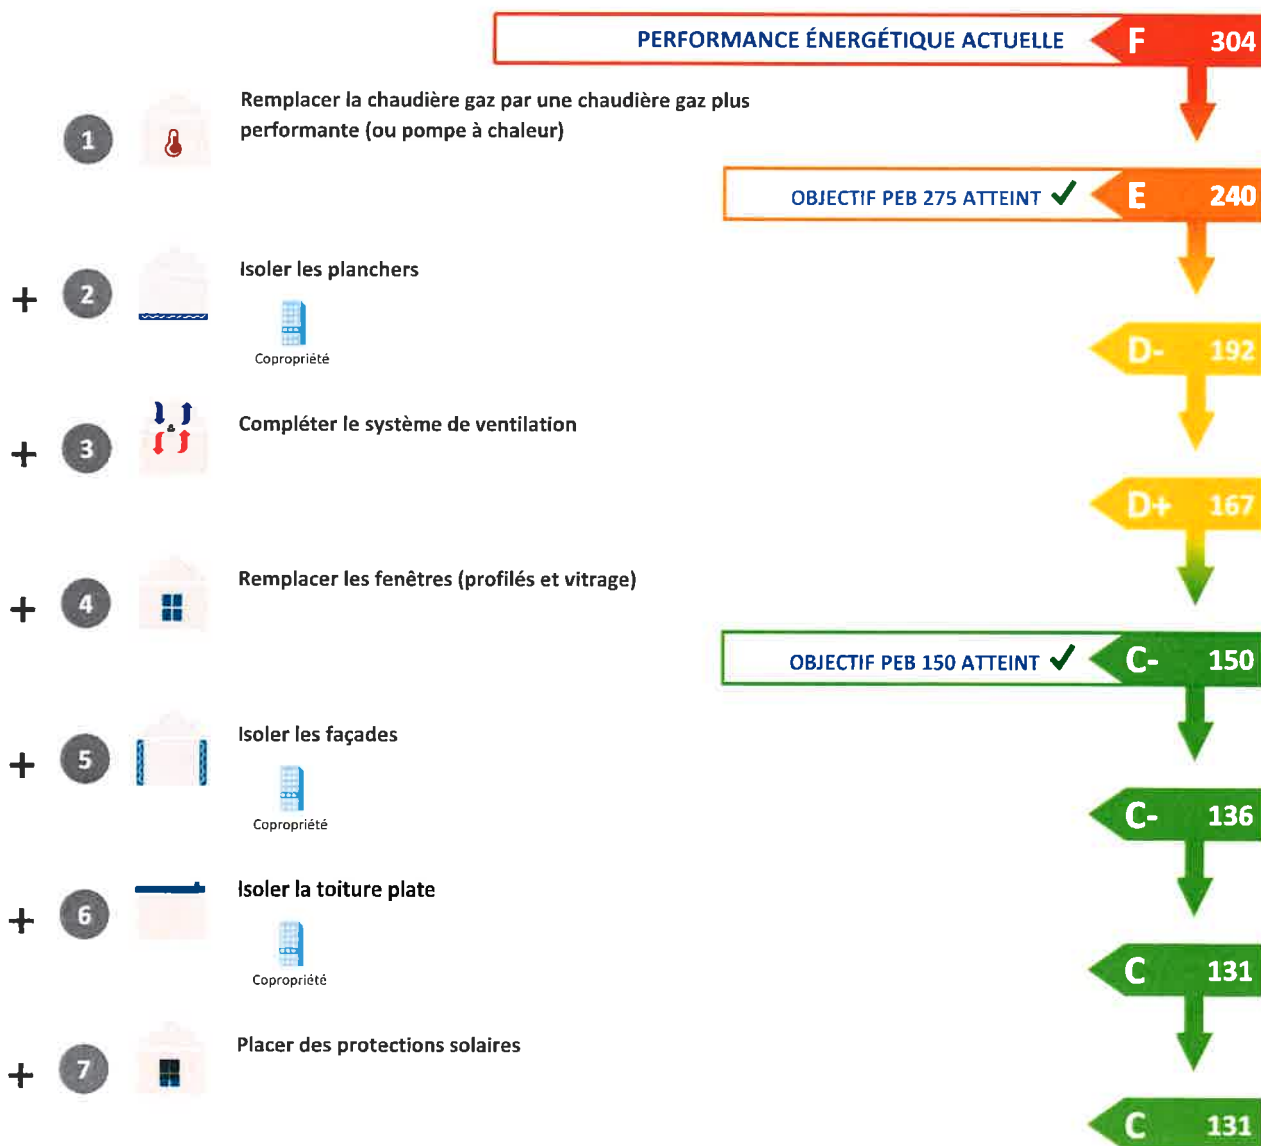 PERFORMANCE ÉNERGÉTIQUE ACTUELLE F 304
1 Remplacer la chaudière gaz par une chaudière gaz plus
performante (ou pompe à chaleur)
OBJECTIF PEB 275 ATTEINT ✓ E 240
+ 2 Isoler les planchers
Copropriété
D- 192
+ 3 Compléter le système de ventilation
D+ 167
+ 4 Remplacer les fenêtres (profilés et vitrage)
OBJECTIF PEB 150 ATTEINT ✓ C- 150
+ 5 Isoler les façades
Copropriété
C- 136
+ 6 Isoler la toiture plate
Copropriété
C 131
+ 7 Placer des protections solaires
C 131